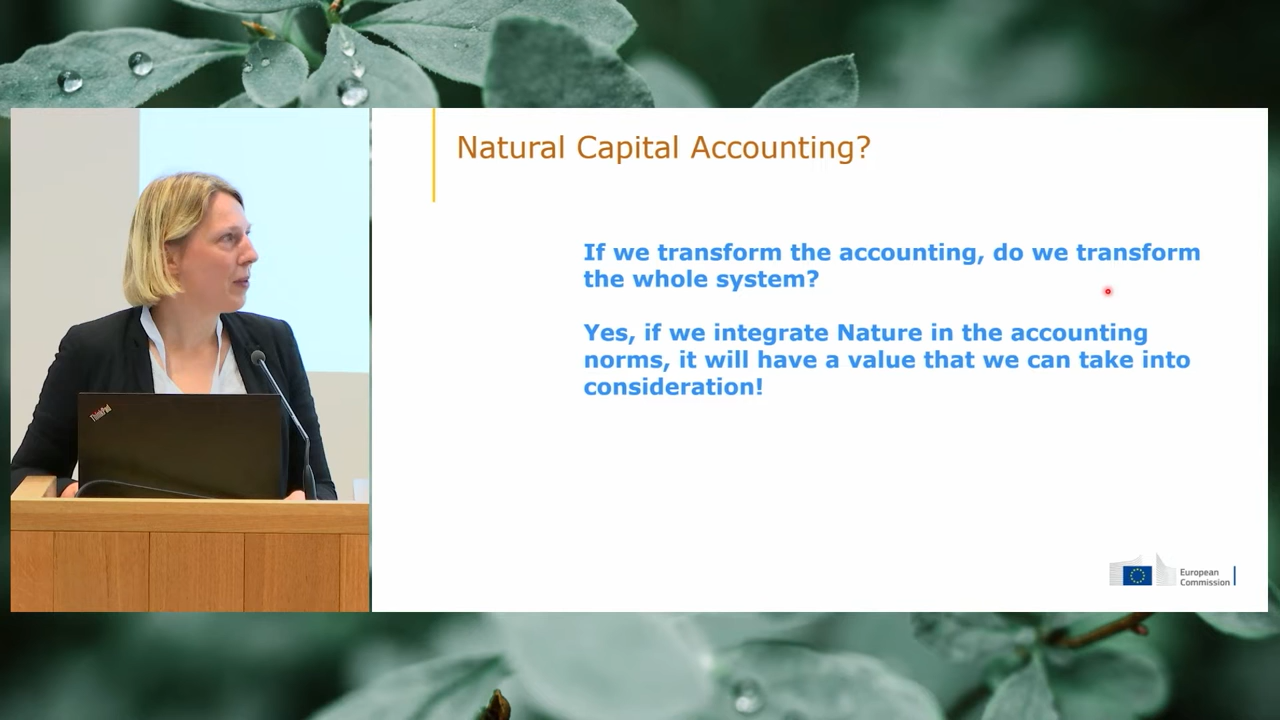 Natural Capital Accounting?
If we transform the accounting, do we transform
the whole system?
Yes, if we integrate Nature in the accounting
norms, it will have a value that we can take into
consideration!
European
Commission
ThinkPad